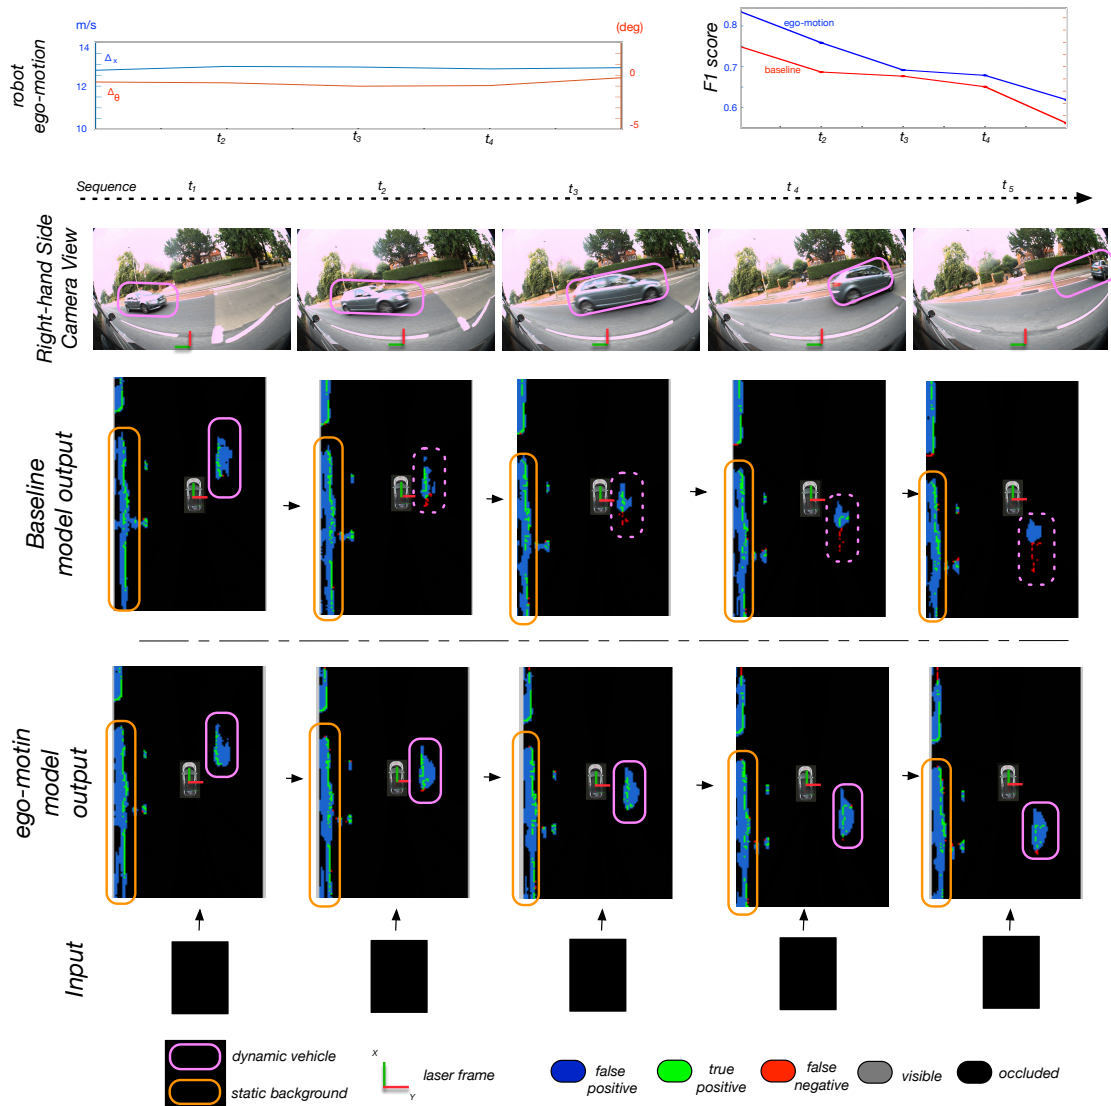 m/s
(deg)
robot
ego-motion
14
12
10
Δx
Δθ
0
-5
t2
t3
t4
F1 score
0.8
0.7
0.6
ego-motion
baseline
t2
t3
t4
Sequence
t1
t2
t3
t4
t5
Right-hand Side
Camera View
Baseline
model output
ego-motin
model
output
Input
dynamic vehicle
static background
X
Y
laser frame
false
positive
true
positive
false
negative
visible
occluded